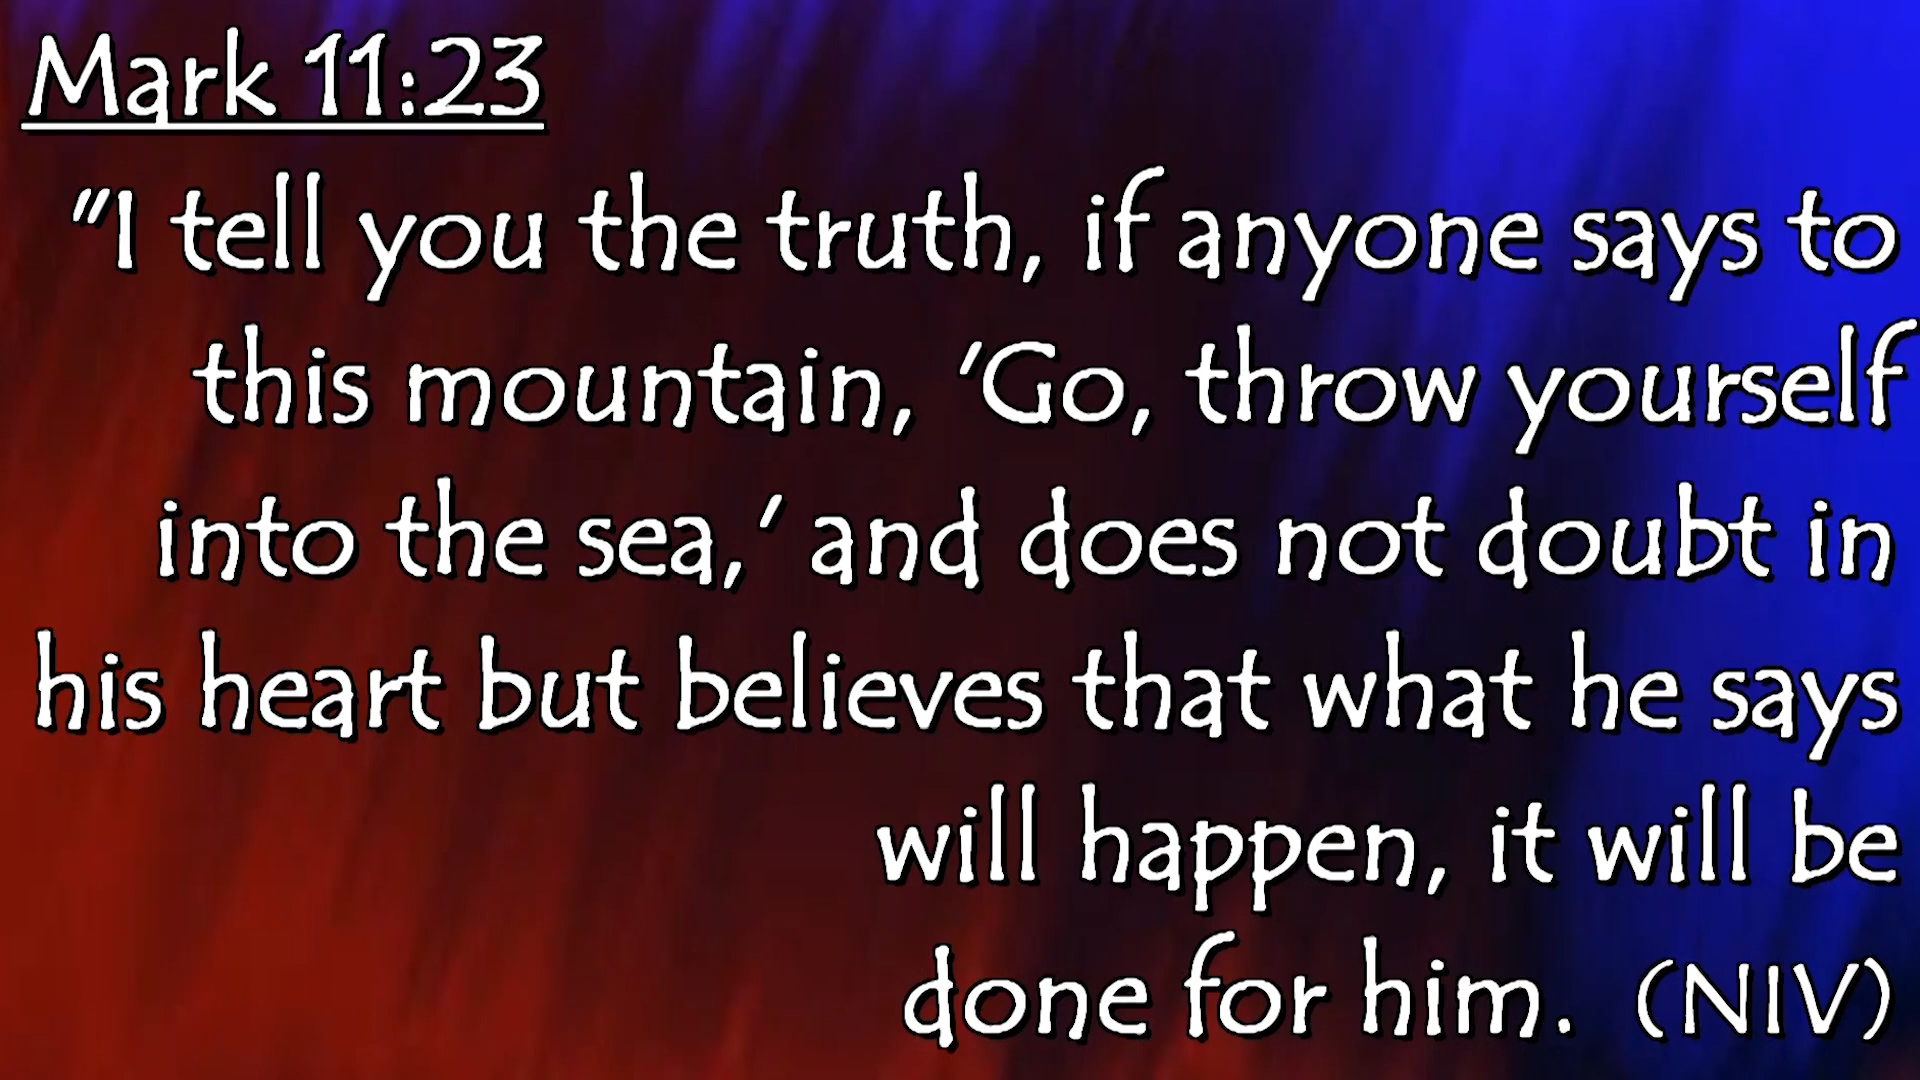 Mark 11:23
"I tell you the truth, if anyone says to
this mountain, 'Go, throw yourself
into the sea,' and does not doubt in
his heart but believes that what he says
will happen, it will be
done for him. (NIV)